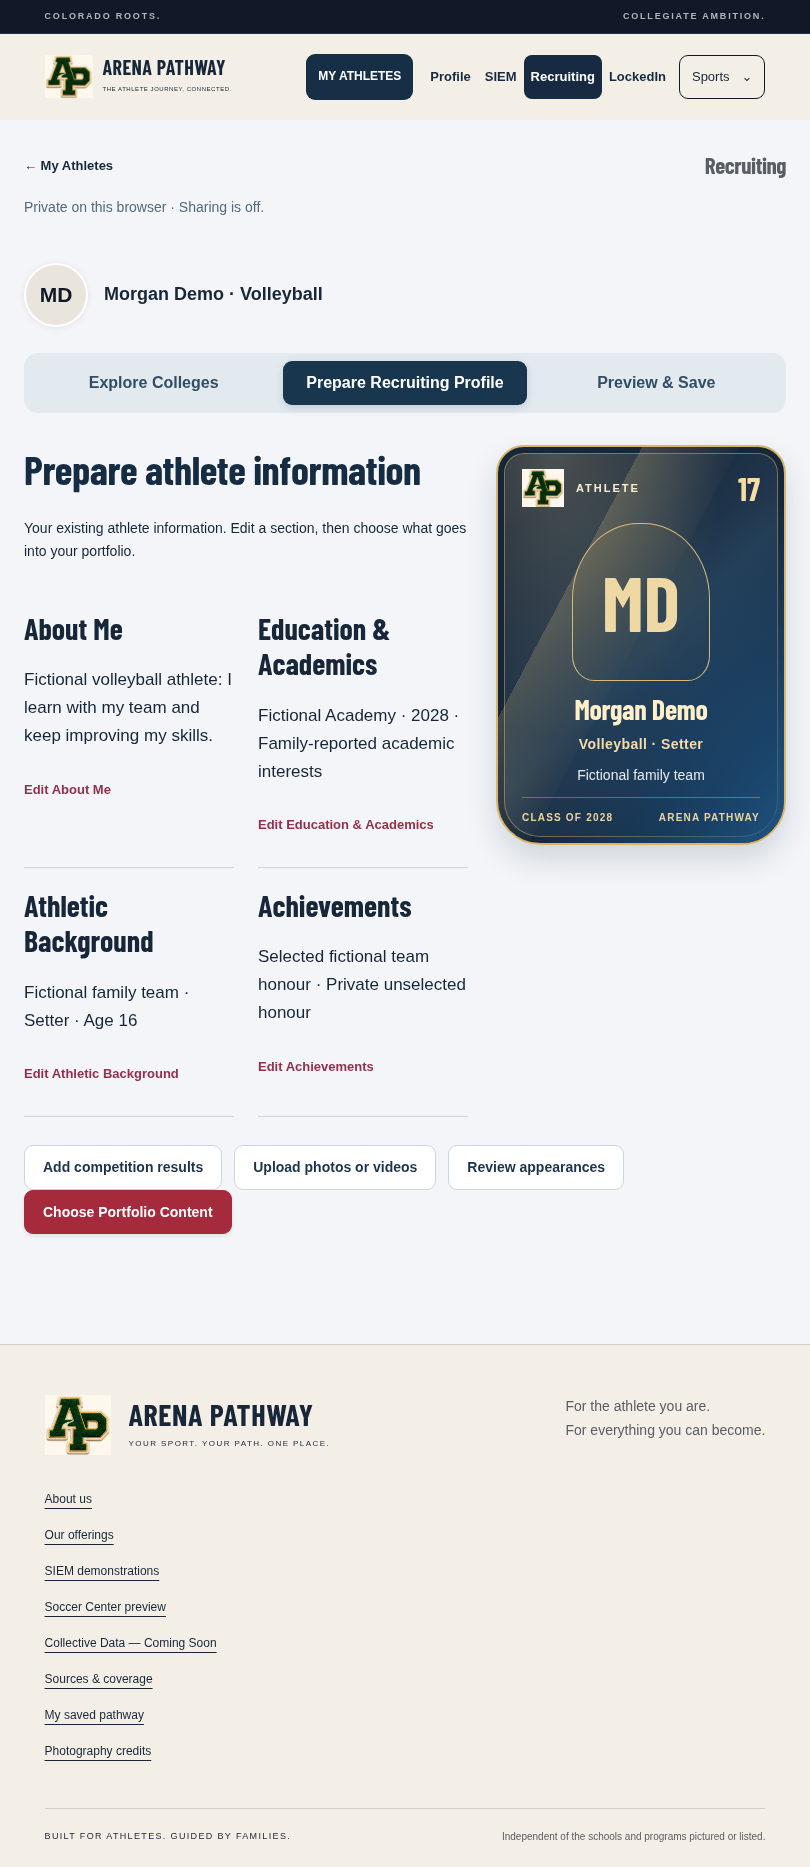 COLORADO ROOTS.
COLLEGIATE AMBITION.
AP
ARENA PATHWAY
THE ATHLETE JOURNEY, CONNECTED.
MY ATHLETES
Profile
SIEM
Recruiting
LockedIn
Sports
← My Athletes
Recruiting
Private on this browser · Sharing is off.
MD
Morgan Demo · Volleyball
Explore Colleges
Prepare Recruiting Profile
Preview & Save
Prepare athlete information
Your existing athlete information. Edit a section, then choose what goes
into your portfolio.
About Me
Fictional volleyball athlete: I
learn with my team and
keep improving my skills.
Edit About Me
Education &
Academics
Fictional Academy · 2028 ·
Family-reported academic
interests
Edit Education & Academics
Athletic
Background
Fictional family team ·
Setter · Age 16
Edit Athletic Background
Achievements
Selected fictional team
honour · Private unselected
honour
Edit Achievements
AP
ATHLETE
17
MD
Morgan Demo
Volleyball · Setter
Fictional family team
CLASS OF 2028
ARENA PATHWAY
Add competition results
Upload photos or videos
Review appearances
Choose Portfolio Content
AP
ARENA PATHWAY
YOUR SPORT. YOUR PATH. ONE PLACE.
For the athlete you are.
For everything you can become.
About us
Our offerings
SIEM demonstrations
Soccer Center preview
Collective Data — Coming Soon
Sources & coverage
My saved pathway
Photography credits
BUILT FOR ATHLETES. GUIDED BY FAMILIES.
Independent of the schools and programs pictured or listed.